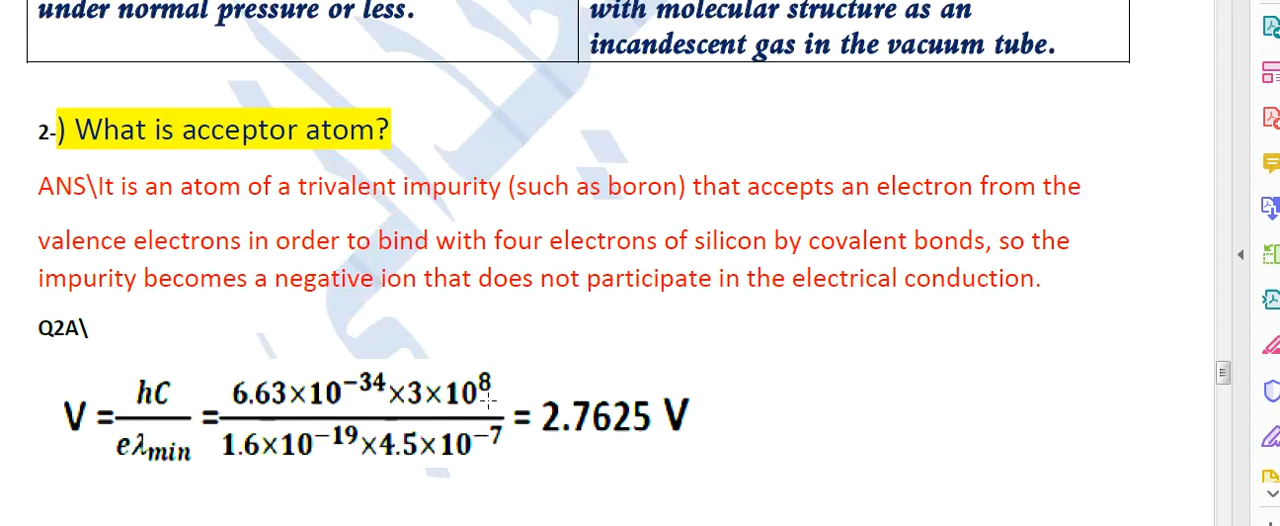 under normal pressure or less.
with molecular structure as an
incandescent gas in the vacuum tube.
2-) What is acceptor atom?
ANS\It is an atom of a trivalent impurity (such as boron) that accepts an electron from the
valence electrons in order to bind with four electrons of silicon by covalent bonds, so the
impurity becomes a negative ion that does not participate in the electrical conduction.
Q2A\
V = hC / eλmin = 6.63×10⁻³⁴×3×10⁸ / 1.6×10⁻¹⁹×4.5×10⁻⁷ = 2.7625 V